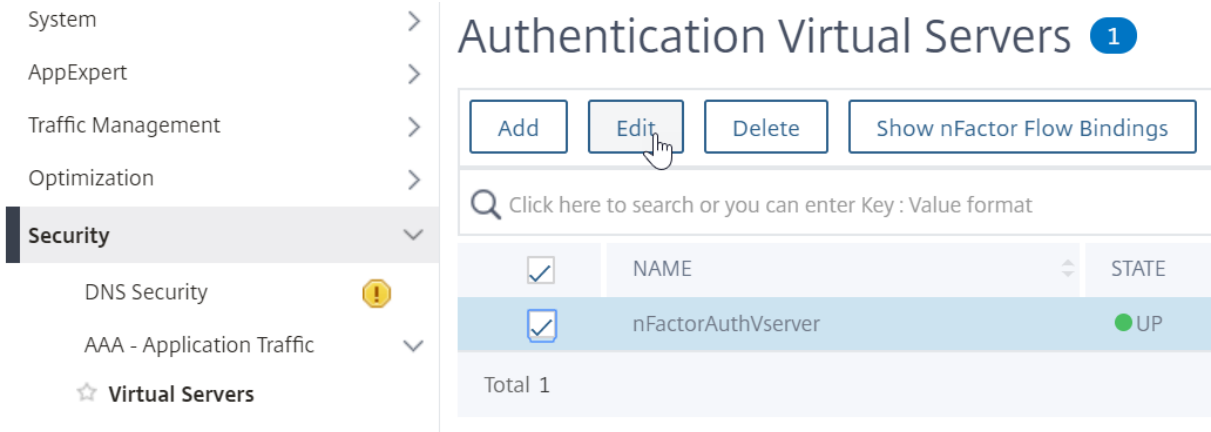 System
AppExpert
Traffic Management
Optimization
Security
DNS Security
AAA - Application Traffic
Virtual Servers
Authentication Virtual Servers 1
Add Edit Delete Show nFactor Flow Bindings
Click here to search or you can enter Key : Value format
NAME STATE
nFactorAuthVserver UP
Total 1